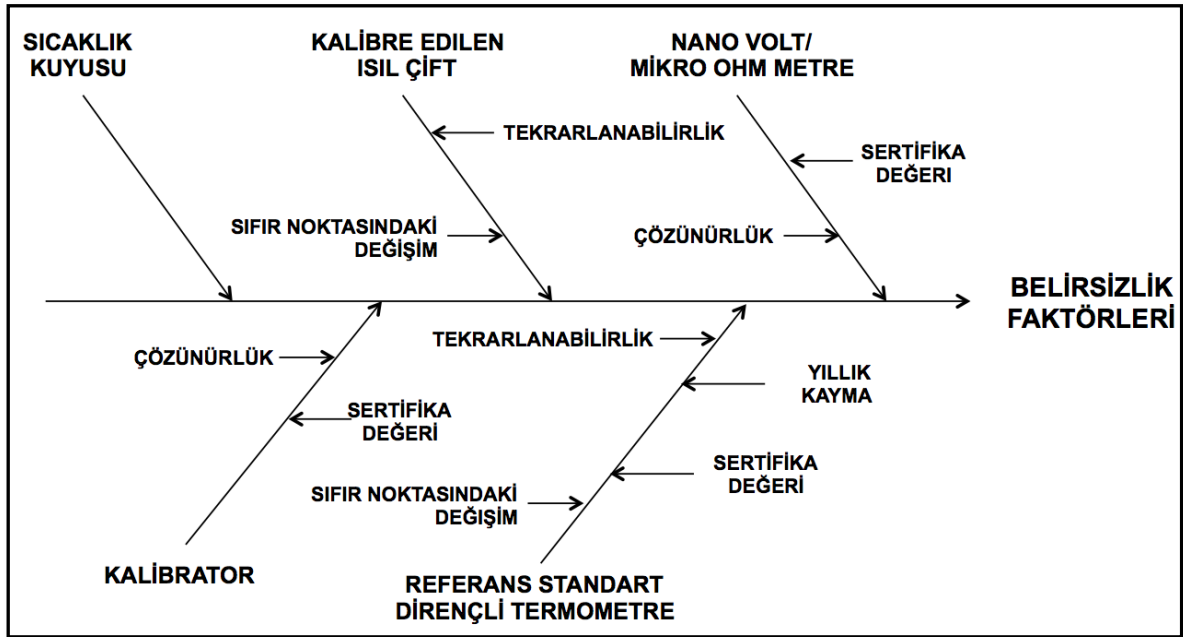 SICAKLIK
KUYUSU
KALİBRE EDİLEN
ISIL ÇİFT
NANO VOLT/
MİKRO OHM METRE
TEKRARLANABİLİRLİK
SERTİFİKA
DEĞERI
SIFIR NOKTASINDAKİ
DEĞİŞİM
ÇÖZÜNÜRLÜK
BELİRSİZLİK
FAKTÖRLERİ
ÇÖZÜNÜRLÜK
TEKRARLANABİLİRLİK
YILLIK
KAYMA
SERTİFİKA
DEĞERİ
SERTİFİKA
DEĞERİ
SIFIR NOKTASINDAKİ
DEĞIŞİM
KALİBRATOR
REFERANS STANDART
DİRENÇLİ TERMOMETRE